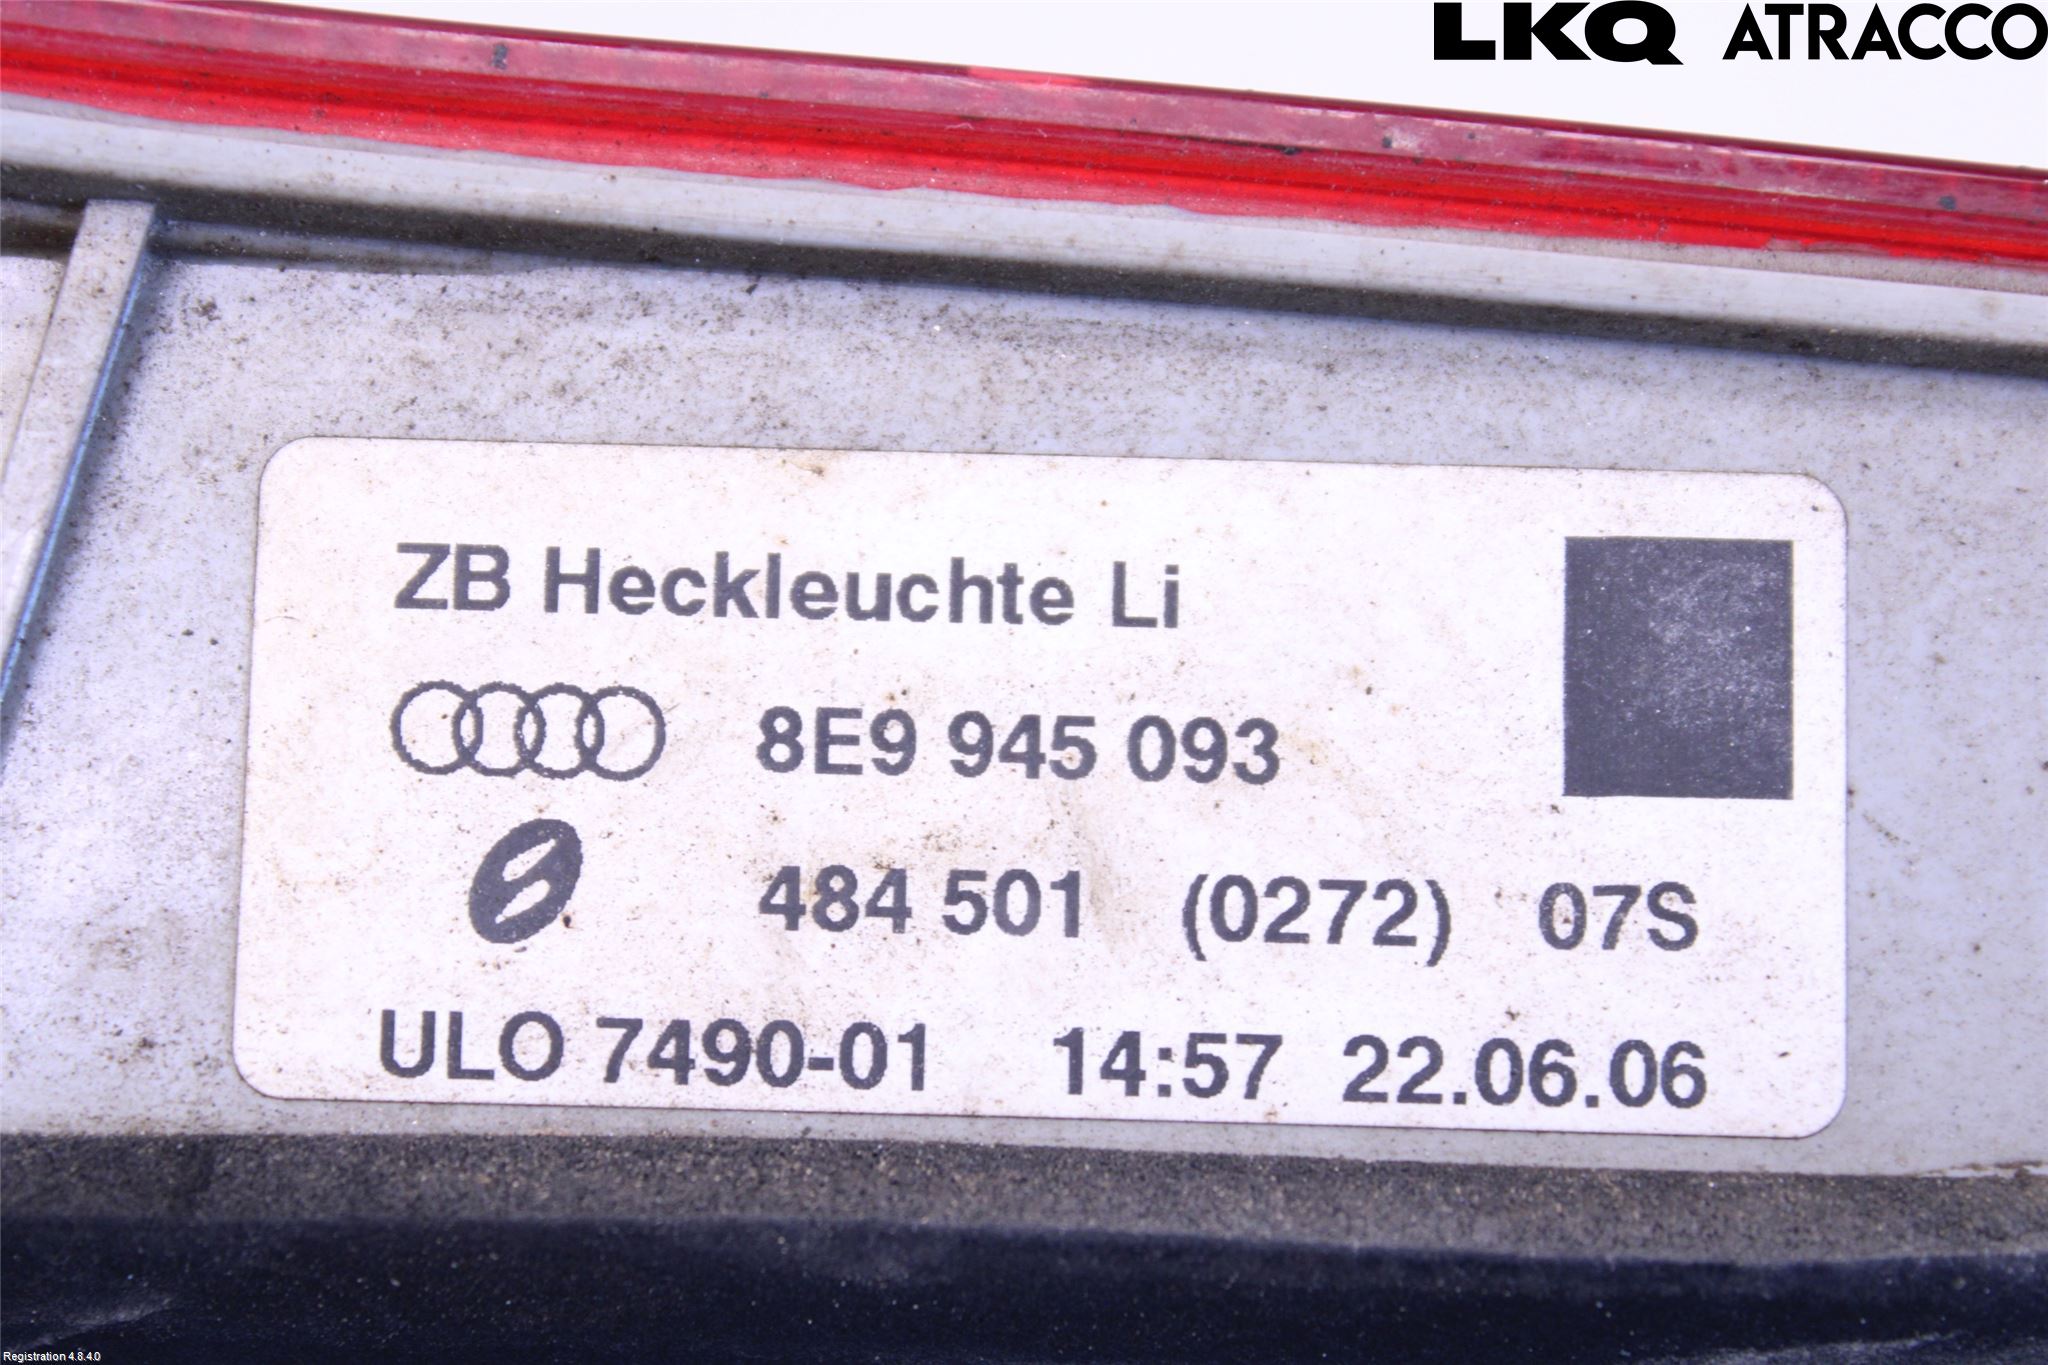 LKQ ATRACCO
ZB Heckleuchte Li
8E9 945 093
484 501 (0272) 07S
ULO 7490-01 14:57 22.06.06
Registration 4.8.4.0